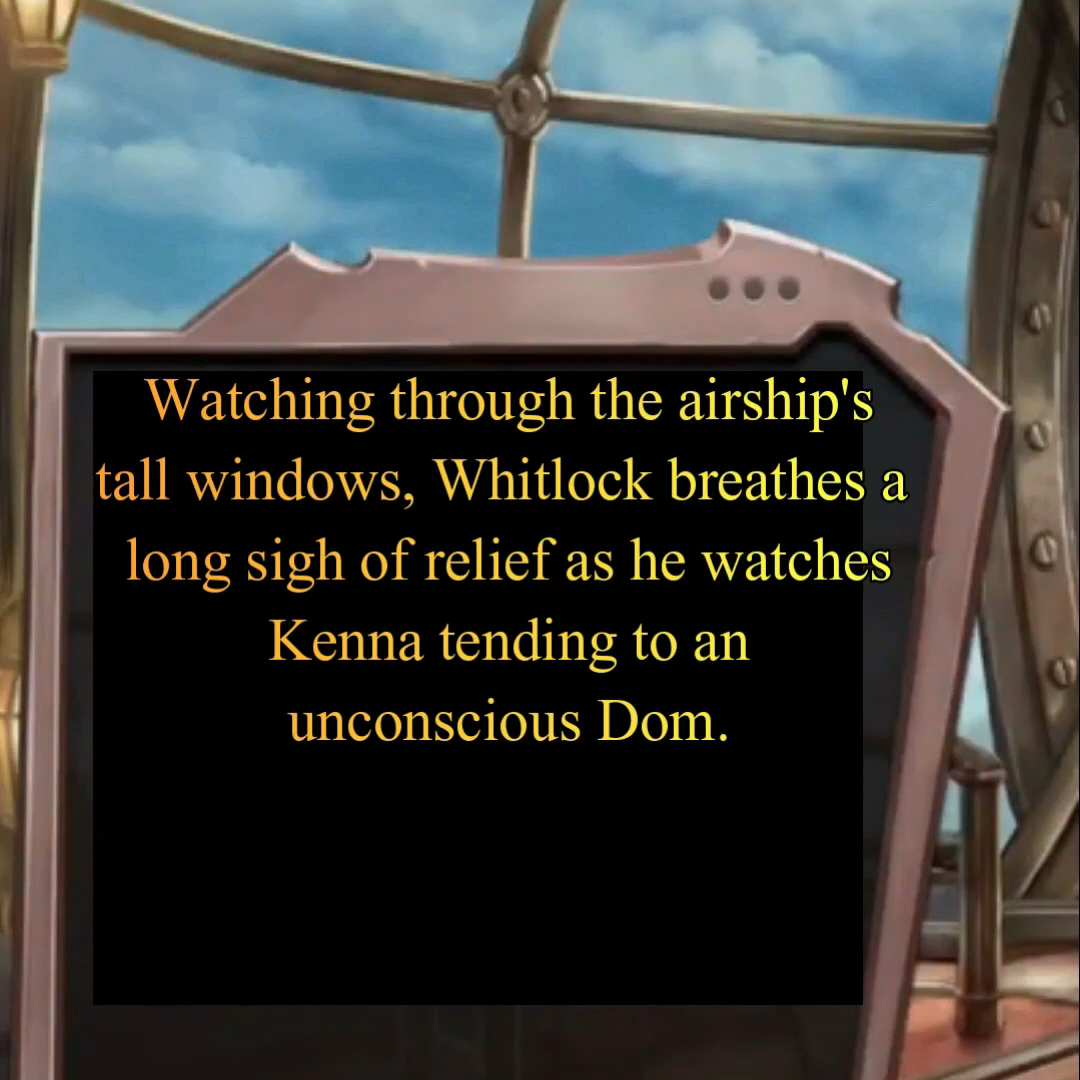 Watching through the airship's
tall windows, Whitlock breathes a
long sigh of relief as he watches
Kenna tending to an
unconscious Dom.